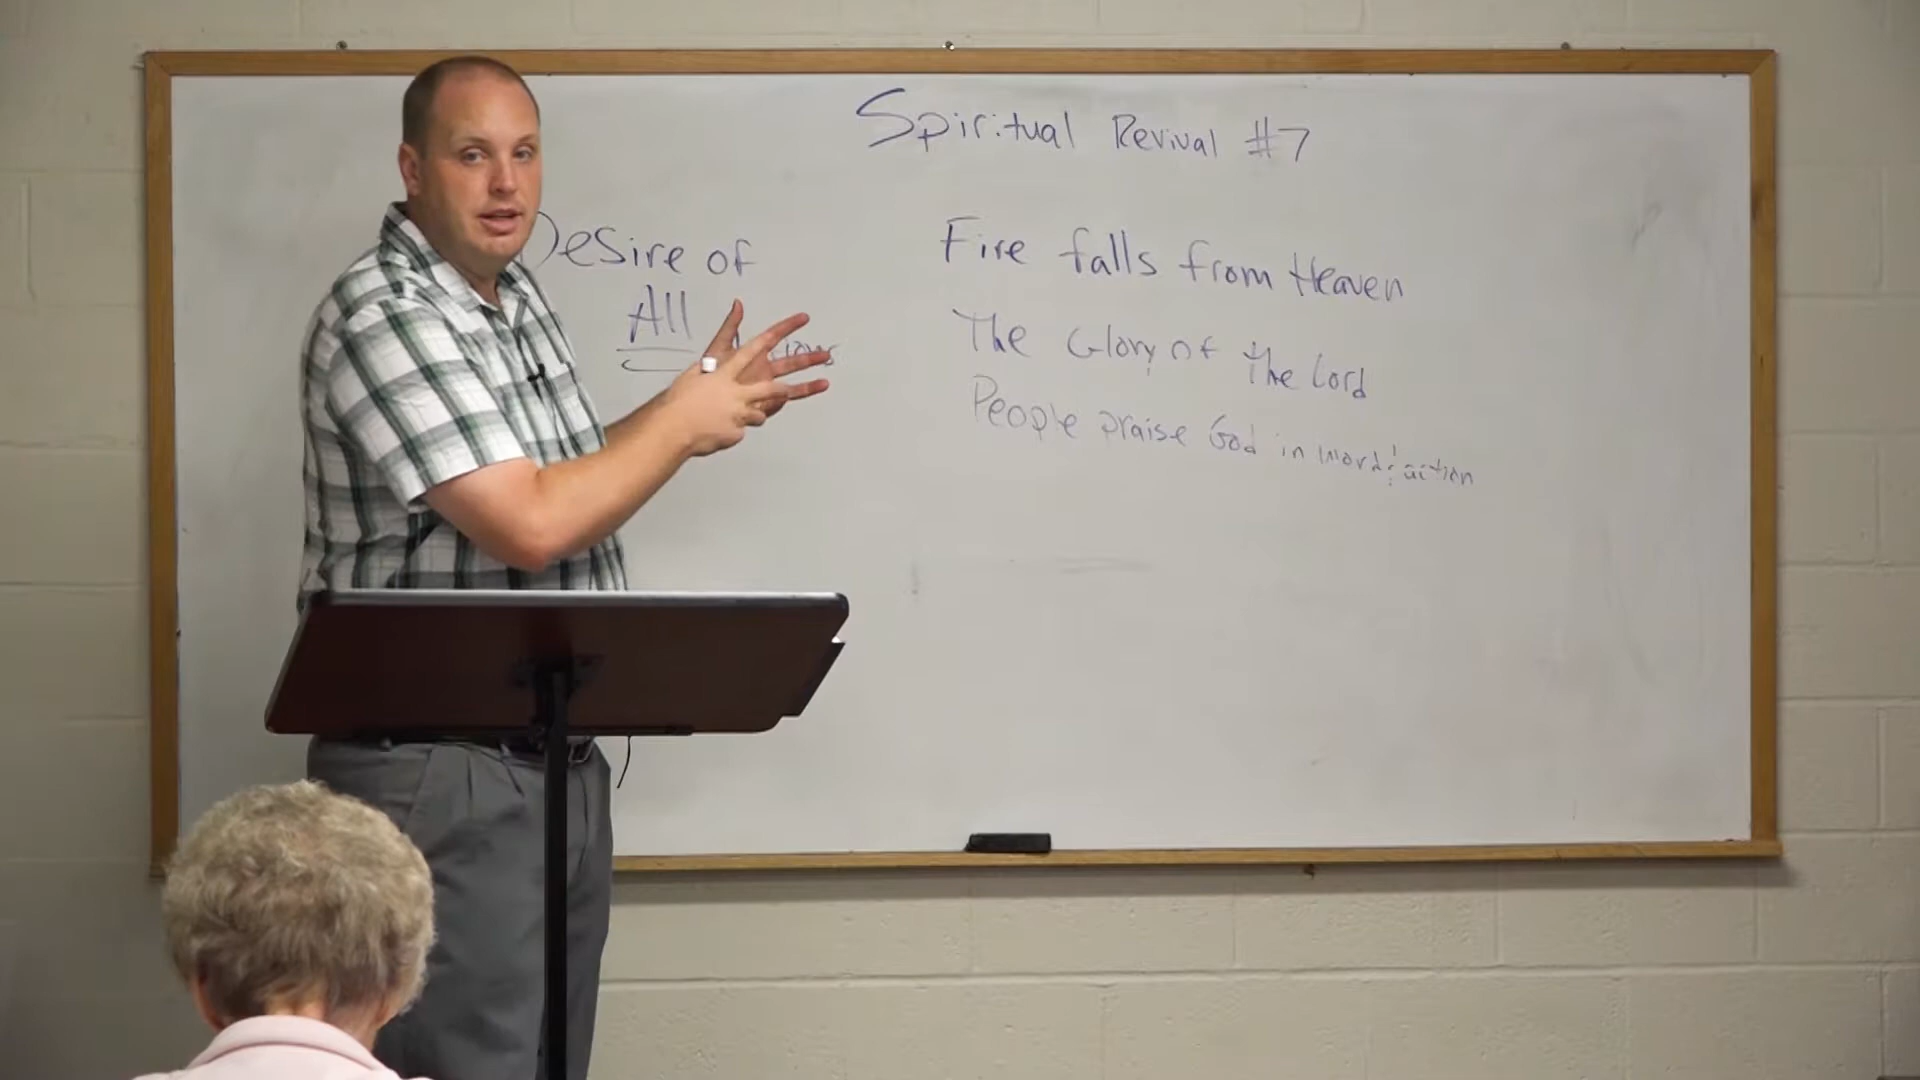 Spiritual Revival #7
Desire of
All
Fire falls from Heaven
The Glory of the Lord
People praise God in word & action